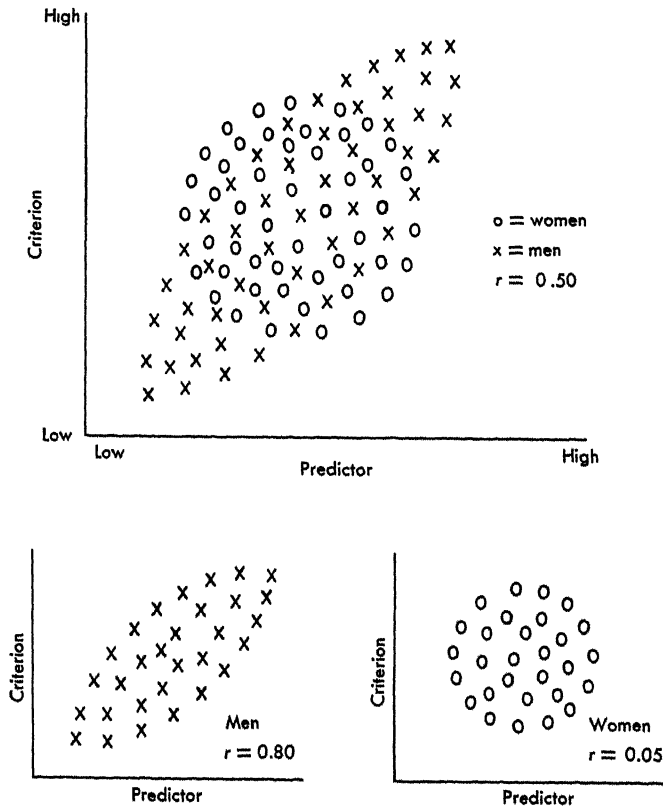 High
Criterion
o = women
x = men
r = 0.50
Low
Low
High
Predictor
Criterion
Men
r = 0.80
Predictor
Criterion
Women
r = 0.05
Predictor